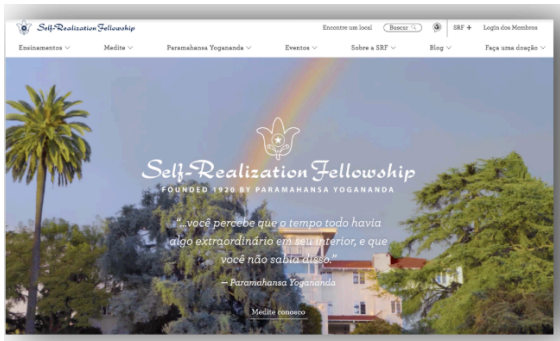 Self-Realization Fellowship
Encontre um local
Buscar
SRF +
Login dos Membros
Ensinamentos
Medite
Paramahansa Yogananda
Eventos
Sobre a SRF
Blog
Faça uma doação
Self-Realization Fellowship
FOUNDED 1920 BY PARAMAHANSA YOGANANDA
“...você percebe que o tempo todo havia
algo extraordinário em seu interior, e que
você não sabia disso.”
— Paramahansa Yogananda
Medite conosco